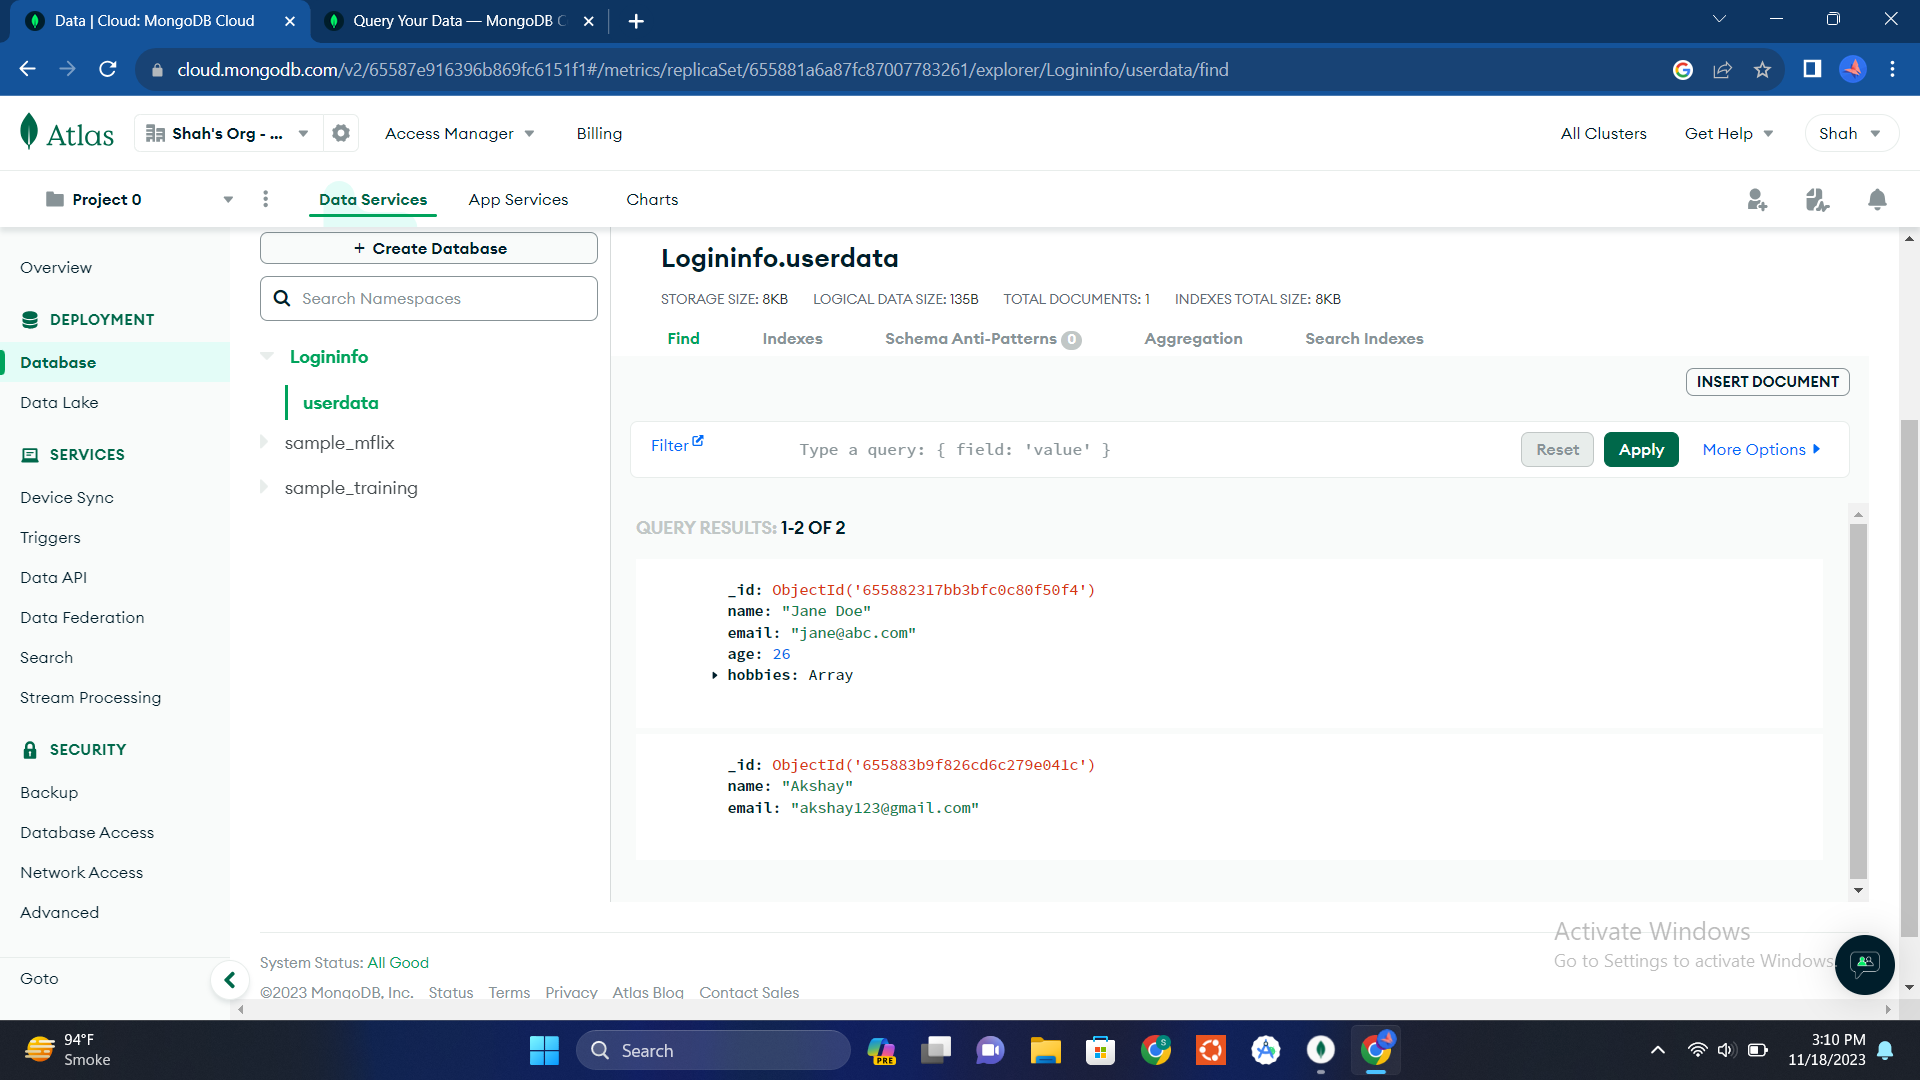 Data | Cloud: MongoDB Cloud
Query Your Data — MongoDB C
cloud.mongodb.com/v2/65587e916396b869fc6151f1#/metrics/replicaSet/655881a6a87fc87007783261/explorer/Logininfo/userdata/find
Atlas
Shah's Org - ...
Access Manager
Billing
All Clusters
Get Help
Shah
Project 0
Data Services
App Services
Charts
Overview
DEPLOYMENT
Database
Data Lake
SERVICES
Device Sync
Triggers
Data API
Data Federation
Search
Stream Processing
SECURITY
Backup
Database Access
Network Access
Advanced
Goto
+ Create Database
Search Namespaces
Logininfo
userdata
sample_mflix
sample_training
Logininfo.userdata
STORAGE SIZE: 8KB LOGICAL DATA SIZE: 135B TOTAL DOCUMENTS: 1 INDEXES TOTAL SIZE: 8KB
Find
Indexes
Schema Anti-Patterns 0
Aggregation
Search Indexes
INSERT DOCUMENT
Filter
Type a query: { field: 'value' }
Reset
Apply
More Options
QUERY RESULTS: 1-2 OF 2
_id: ObjectId('655882317bb3bfc0c80f50f4')
name: "Jane Doe"
email: "jane@abc.com"
age: 26
hobbies: Array
_id: ObjectId('655883b9f826cd6c279e041c')
name: "Akshay"
email: "akshay123@gmail.com"
System Status: All Good
©2023 MongoDB, Inc. Status Terms Privacy Atlas Blog Contact Sales
Activate Windows
Go to Settings to activate Windows.
94°F
Smoke
Search
PRE
S
3:10 PM
11/18/2023